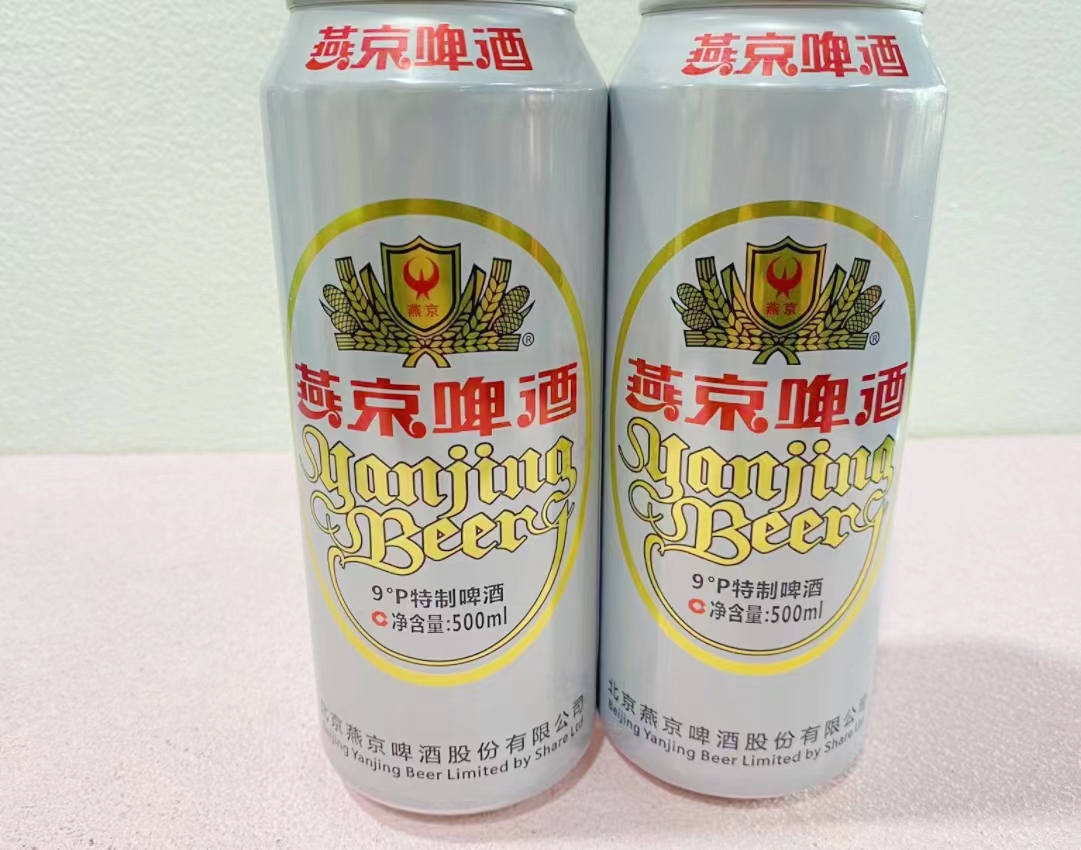 燕京啤酒
燕京
®
燕京啤酒
Yanjing
Beer
9°P特制啤酒
净含量:500ml
北京燕京啤酒股份有限公司
Beijing Yanjing Beer Limited by Share Ltd
燕京啤酒
燕京
®
燕京啤酒
Yanjing
Beer
9°P特制啤酒
净含量:500ml
北京燕京啤酒股份有限公司
Beijing Yanjing Beer Limited by Share